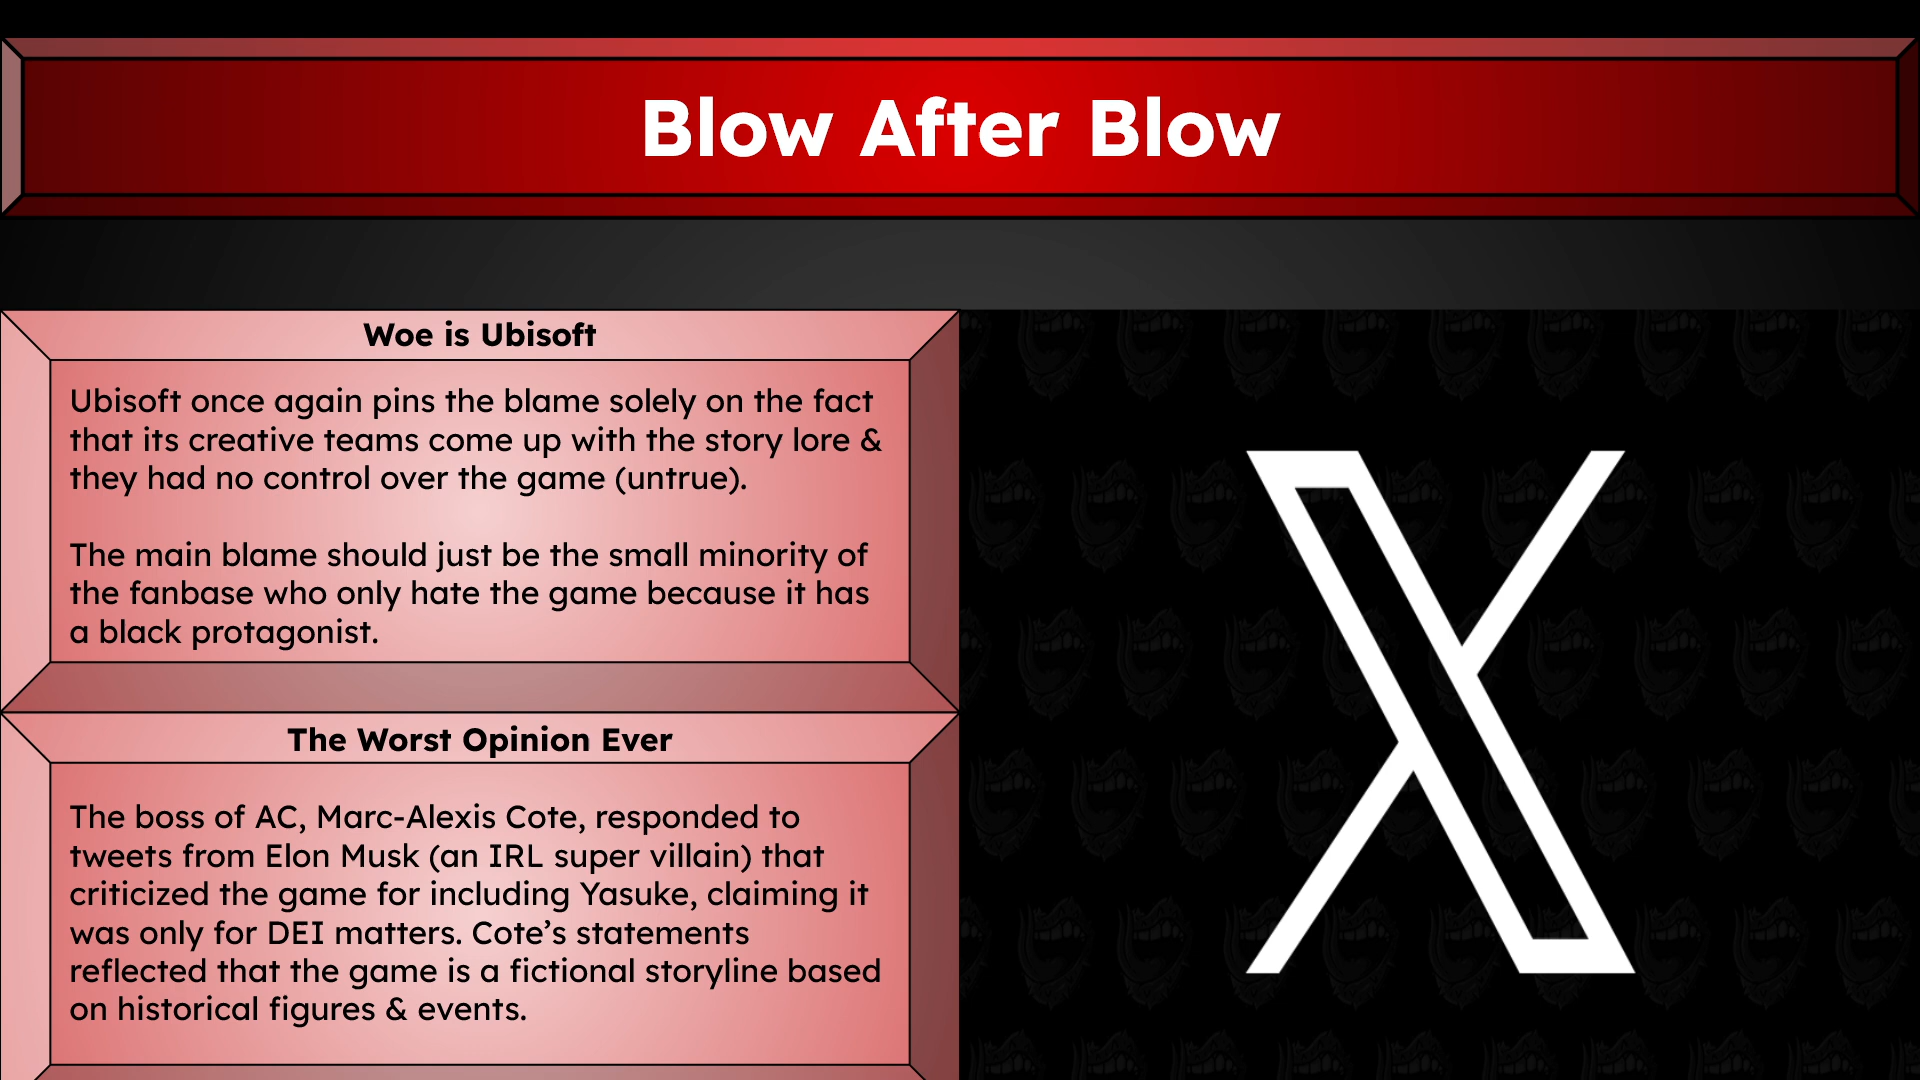 Blow After Blow
Woe is Ubisoft
Ubisoft once again pins the blame solely on the fact
that its creative teams come up with the story lore &
they had no control over the game (untrue).
The main blame should just be the small minority of
the fanbase who only hate the game because it has
a black protagonist.
The Worst Opinion Ever
The boss of AC, Marc-Alexis Cote, responded to
tweets from Elon Musk (an IRL super villain) that
criticized the game for including Yasuke, claiming it
was only for DEI matters. Cote’s statements
reflected that the game is a fictional storyline based
on historical figures & events.